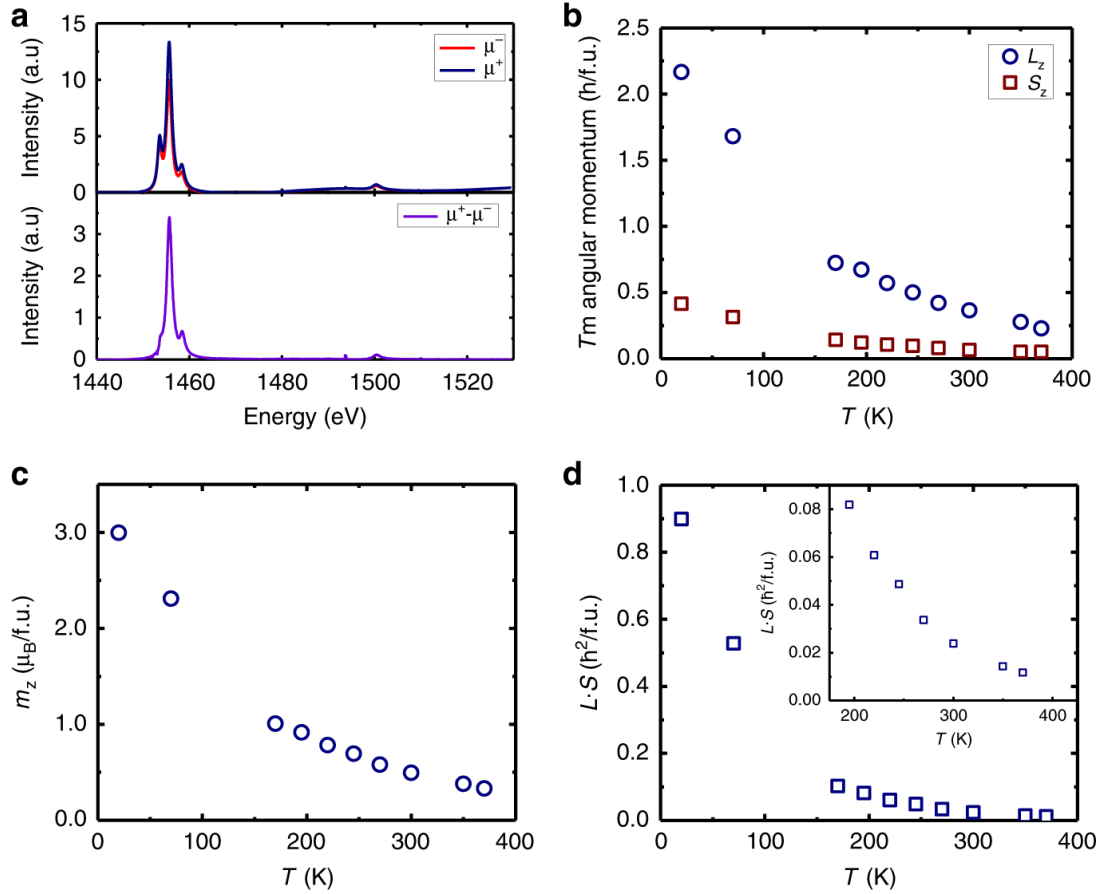 a
15
10
5
0
Intensity (a.u)
μ⁻
μ⁺
3
2
1
0
Intensity (a.u)
μ⁺-μ⁻
1440 1460 1480 1500 1520
Energy (eV)
b
2.5
2.0
1.5
1.0
0.5
0.0
Tm angular momentum (h/f.u.)
L_z
S_z
0 100 200 300 400
T (K)
c
3.0
2.0
1.0
0.0
m_z (μ_B/f.u.)
0 100 200 300 400
T (K)
d
1.0
0.8
0.6
0.4
0.2
0.0
L·S (ħ²/f.u.)
0 100 200 300 400
T (K)
0.08
0.06
0.04
0.02
0.00
L·S (ħ²/f.u.)
200 300 400
T (K)